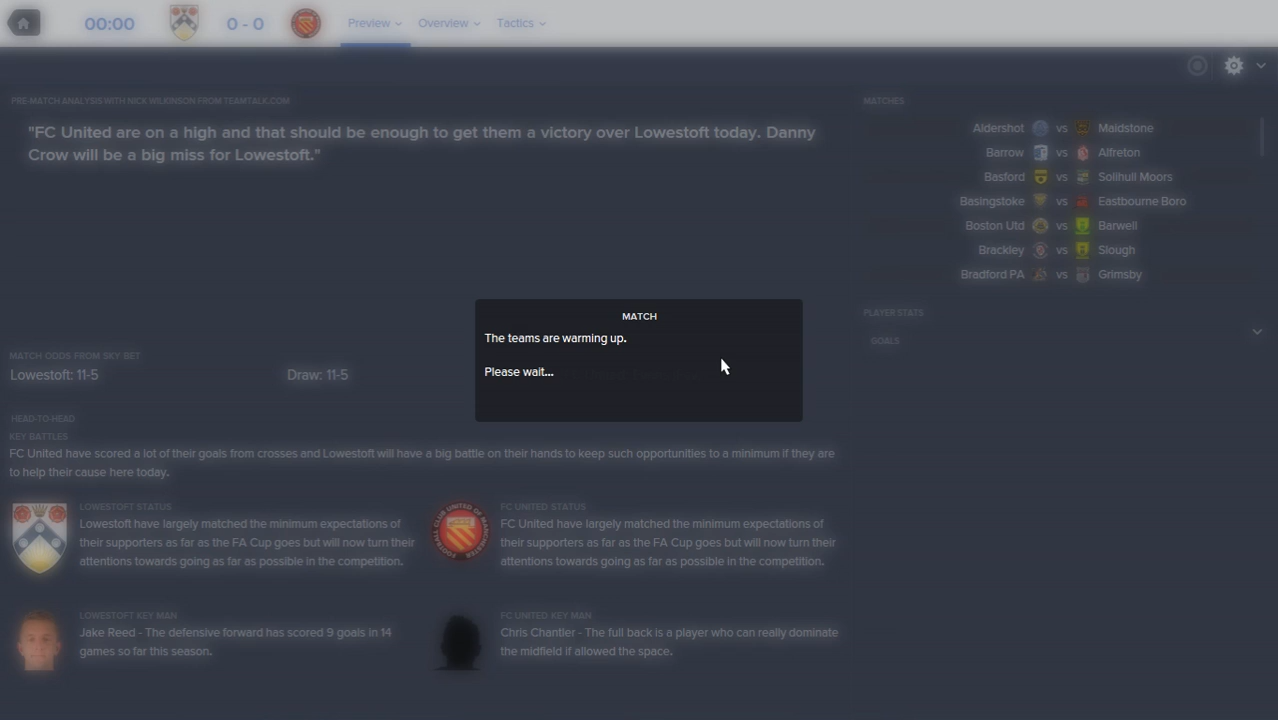 00:00
0 - 0
Preview
Overview
Tactics
PRE-MATCH ANALYSIS WITH NICK WILKINSON FROM TEAMTALK.COM
"FC United are on a high and that should be enough to get them a victory over Lowestoft today. Danny
Crow will be a big miss for Lowestoft."
MATCHES
Aldershot vs Maidstone
Barrow vs Alfreton
Basford vs Solihull Moors
Basingstoke vs Eastbourne Boro
Boston Utd vs Barwell
Brackley vs Slough
Bradford PA vs Grimsby
PLAYER STATS
GOALS
MATCH
The teams are warming up.
Please wait...
MATCH ODDS FROM SKY BET
Lowestoft: 11-5
Draw: 11-5
HEAD-TO-HEAD
KEY BATTLES
FC United have scored a lot of their goals from crosses and Lowestoft will have a big battle on their hands to keep such opportunities to a minimum if they are
to help their cause here today.
LOWESTOFT STATUS
Lowestoft have largely matched the minimum expectations of
their supporters as far as the FA Cup goes but will now turn their
attentions towards going as far as possible in the competition.
FOOTBALL CLUB UNITED OF MANCHESTER
FC UNITED STATUS
FC United have largely matched the minimum expectations of
their supporters as far as the FA Cup goes but will now turn their
attentions towards going as far as possible in the competition.
LOWESTOFT KEY MAN
Jake Reed - The defensive forward has scored 9 goals in 14
games so far this season.
FC UNITED KEY MAN
Chris Chantler - The full back is a player who can really dominate
the midfield if allowed the space.